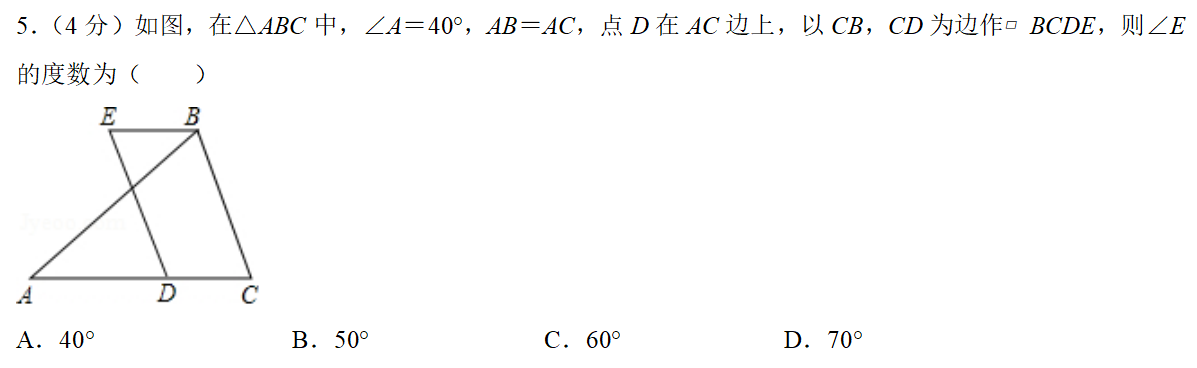 5.（4 分）如图，在△ABC 中，∠A＝40°，AB＝AC，点 D 在 AC 边上，以 CB，CD 为边作▱ BCDE，则∠E
的度数为（　　）
E B
A D C
A．40° B．50° C．60° D．70°